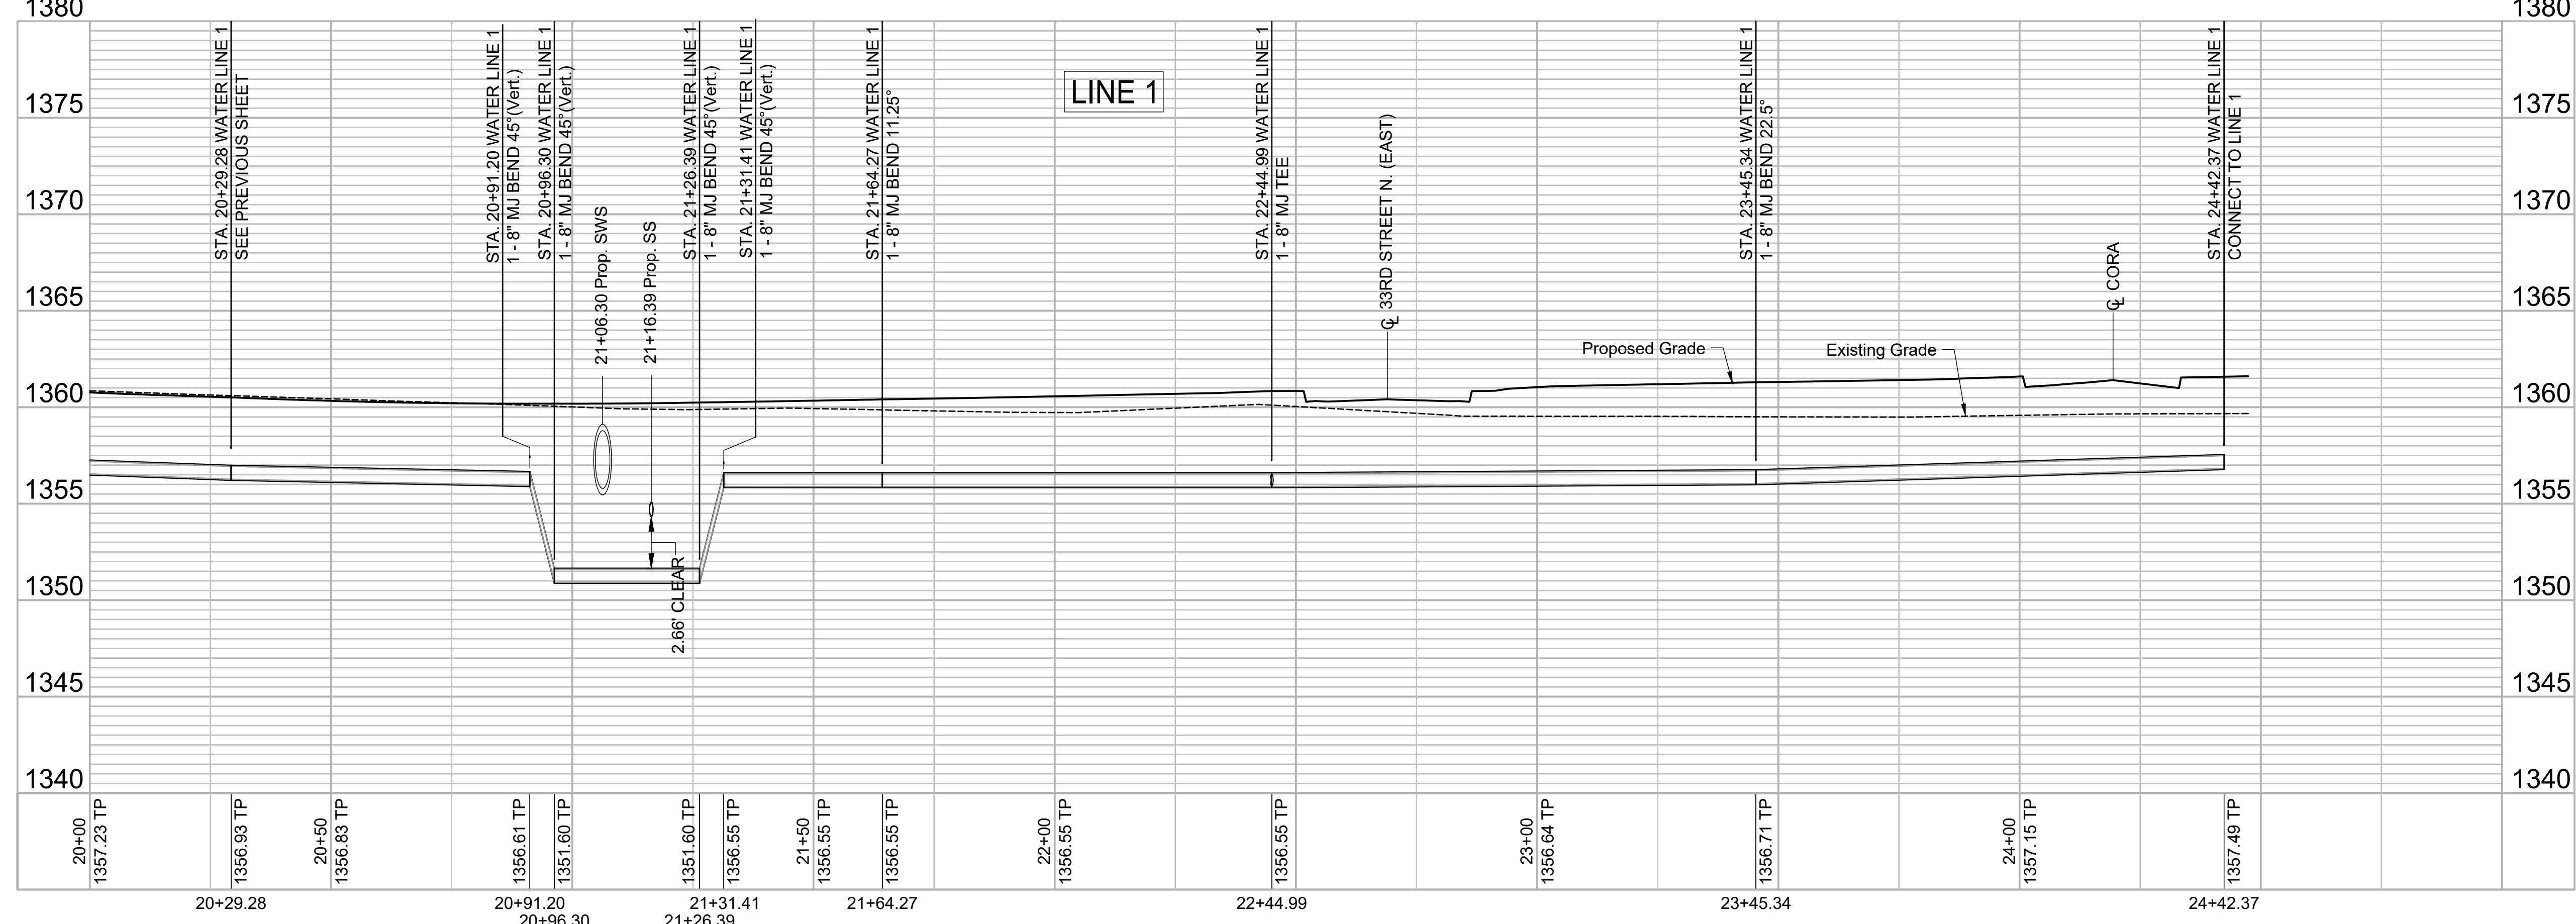 1380
1380
1375
1375
1370
1370
1365
1365
1360
1360
1355
1355
1350
1350
1345
1345
1340
1340
STA. 20+29.28 WATER LINE 1
SEE PREVIOUS SHEET
STA. 20+91.20 WATER LINE 1
1 - 8" MJ BEND 45°(Vert.)
STA. 20+96.30 WATER LINE 1
1 - 8" MJ BEND 45°(Vert.)
21+06.30 Prop. SWS
21+16.39 Prop. SS
STA. 21+26.39 WATER LINE 1
1 - 8" MJ BEND 45°(Vert.)
STA. 21+31.41 WATER LINE 1
1 - 8" MJ BEND 45°(Vert.)
STA. 21+64.27 WATER LINE 1
1 - 8" MJ BEND 11.25°
LINE 1
STA. 22+44.99 WATER LINE 1
1 - 8" MJ TEE
℄ 33RD STREET N. (EAST)
Proposed Grade
STA. 23+45.34 WATER LINE 1
1 - 8" MJ BEND 22.5°
Existing Grade
℄ CORA
STA. 24+42.37 WATER LINE 1
CONNECT TO LINE 1
2.66' CLEAR
20+00
1357.23 TP
1356.93 TP
20+50
1356.83 TP
1356.61 TP
1351.60 TP
1351.60 TP
1356.55 TP
21+50
1356.55 TP
1356.55 TP
22+00
1356.55 TP
1356.55 TP
23+00
1356.64 TP
1356.71 TP
24+00
1357.15 TP
1357.49 TP
20+29.28
20+91.20
20+96.30
21+26.39
21+31.41
21+64.27
22+44.99
23+45.34
24+42.37